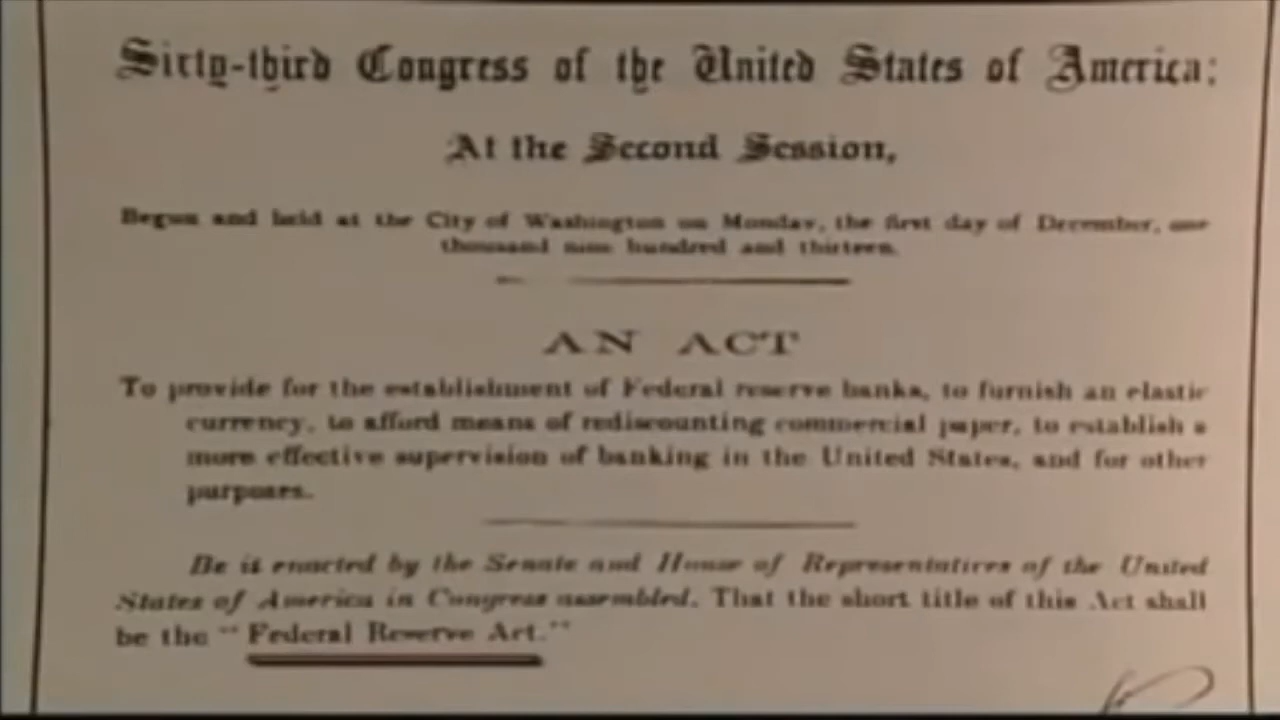 Sixty-third Congress of the United States of America:
At the Second Session,
Begun and held at the City of Washington on Monday, the first day of December, one
thousand nine hundred and thirteen.
AN ACT
To provide for the establishment of Federal reserve banks, to furnish an elastic
currency, to afford means of rediscounting commercial paper, to establish a
more effective supervision of banking in the United States, and for other
purposes.
Be it enacted by the Senate and House of Representatives of the United
States of America in Congress assembled, That the short title of this Act shall
be the "Federal Reserve Act."